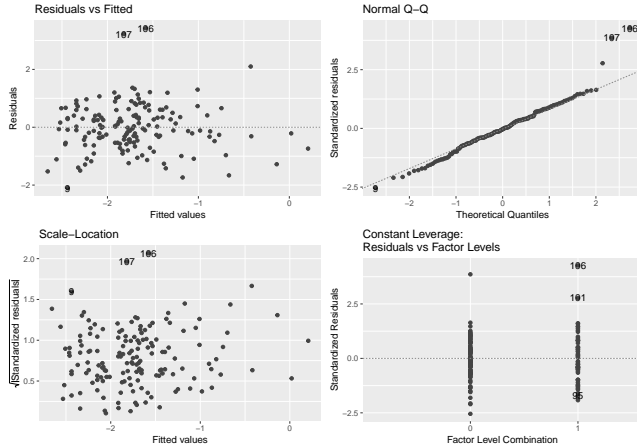 Residuals vs Fitted
Residuals
2
0
−2
107
106
9
−2
−1
0
Fitted values
Normal Q−Q
Standardized residuals
2.5
0.0
−2.5
106
107
9
−2
−1
0
1
2
Theoretical Quantiles
Scale−Location
√|Standardized residuals|
2.0
1.5
1.0
0.5
107
106
9
−2
−1
0
Fitted values
Constant Leverage:
Residuals vs Factor Levels
Standardized Residuals
2.5
0.0
−2.5
106
101
0
1
Factor Level Combination